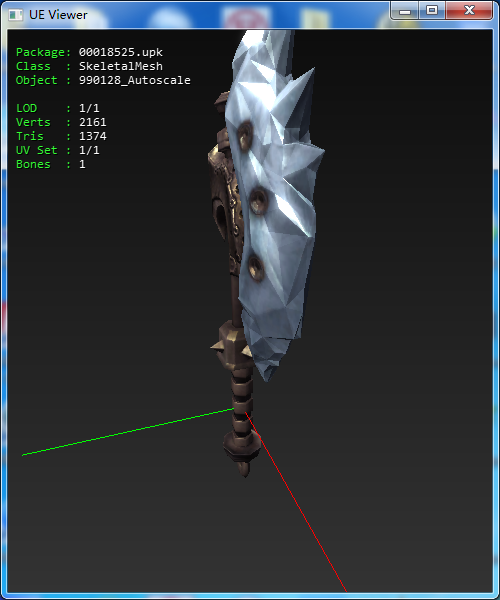 UE Viewer
Package: 00018525.upk
Class : SkeletalMesh
Object : 990128_Autoscale
LOD : 1/1
Verts : 2161
Tris : 1374
UV Set : 1/1
Bones : 1